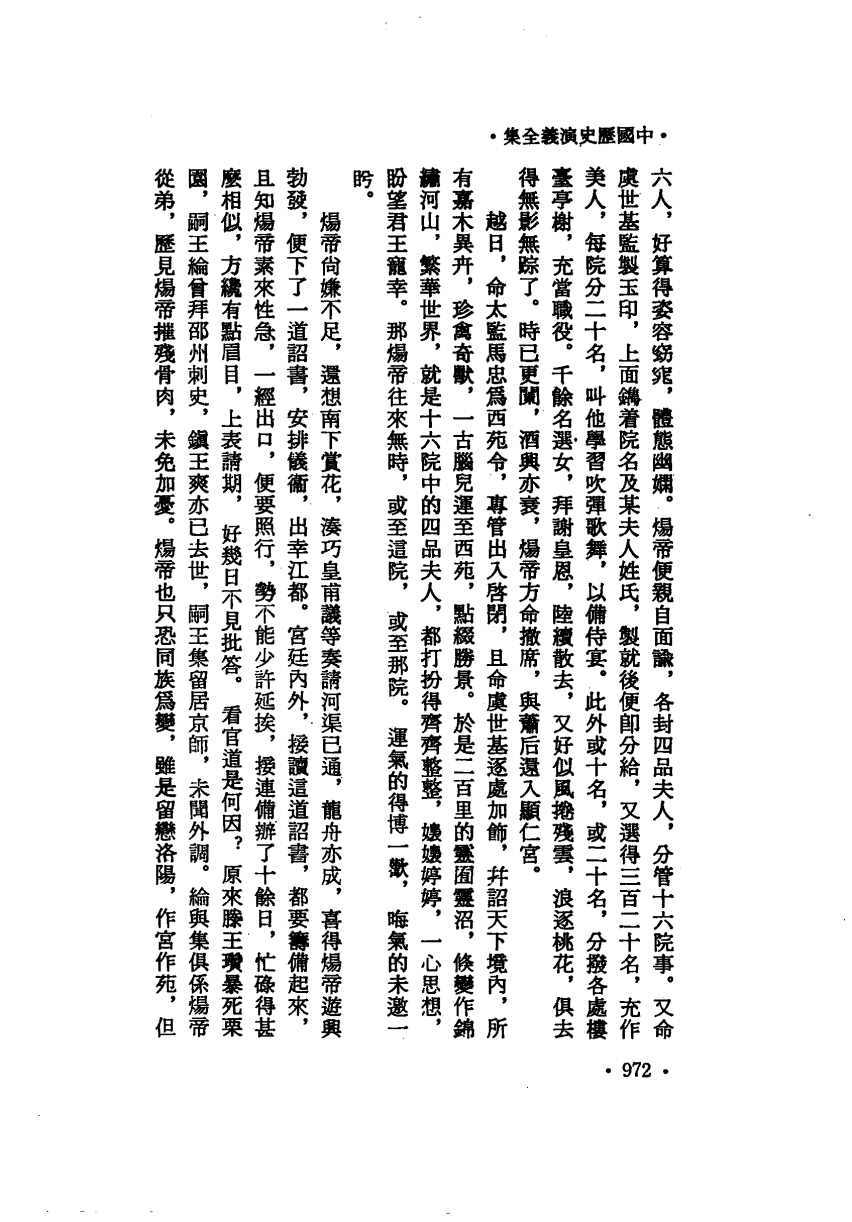 •中國歷史演義全集•
六人，好算得姿容窈窕，體態幽嫻。煬帝便親自面諭，各封四品夫人，分管十六院事。又命
虞世基監製玉印，上面鐫着院名及某夫人姓氏，製就後便卽分給，又選得三百二十名，充作
美人，每院分二十名，叫他學習吹彈歌舞，以備侍宴。此外或十名，或二十名，分撥各處樓
臺亭榭，充當職役。千餘名選女，拜謝皇恩，陸續散去，又好似風捲殘雲，浪逐桃花，俱去
得無影無踪了。時已更闌，酒興亦衰，煬帝方命撤席，與蕭后還入顯仁宮。
越日，命太監馬忠爲西苑令，專管出入啓閉，且命虞世基逐處加飾，幷詔天下境內，所
有嘉木異卉，珍禽奇獸，一古腦兒運至西苑，點綴勝景。於是二百里的靈囿靈沼，倏變作錦
繡河山，繁華世界，就是十六院中的四品夫人，都打扮得齊齊整整，嬝嬝婷婷，一心思想，
盼望君王寵幸。那煬帝往來無時，或至這院，或至那院。運氣的得博一歡，晦氣的未邀一
盻。
煬帝尙嫌不足，還想南下賞花，湊巧皇甫議等奏請河渠已通，龍舟亦成，喜得煬帝遊興
勃發，便下了一道詔書，安排儀衞，出幸江都。宮廷內外，接讀這道詔書，都要籌備起來，
且知煬帝素來性急，一經出口，便要照行，勢不能少許延挨，接連備辦了十餘日，忙碌得甚
麼相似，方纔有點眉目，上表請期，好幾日不見批答。看官道是何因？原來滕王瓚暴死栗
園，嗣王綸曾拜邵州刺史，鎭王爽亦已去世，嗣王集留居京師，未聞外調。綸與集俱係煬帝
從弟，歷見煬帝摧殘骨肉，未免加憂。煬帝也只恐同族爲變，雖是留戀洛陽，作宮作苑，但
• 972 •